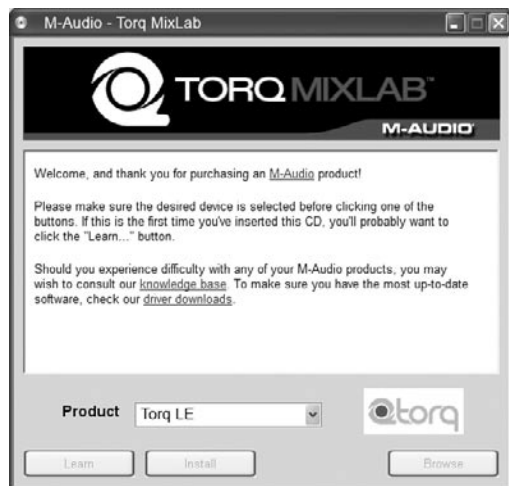 M-Audio - Torq MixLab
TORQ MIXLAB™
M-AUDIO
Welcome, and thank you for purchasing an M-Audio product!
Please make sure the desired device is selected before clicking one of the
buttons. If this is the first time you've inserted this CD, you'll probably want to
click the "Learn..." button.
Should you experience difficulty with any of your M-Audio products, you may
wish to consult our knowledge base. To make sure you have the most up-to-date
software, check our driver downloads.
Product Torq LE
torq
Learn Install Browse